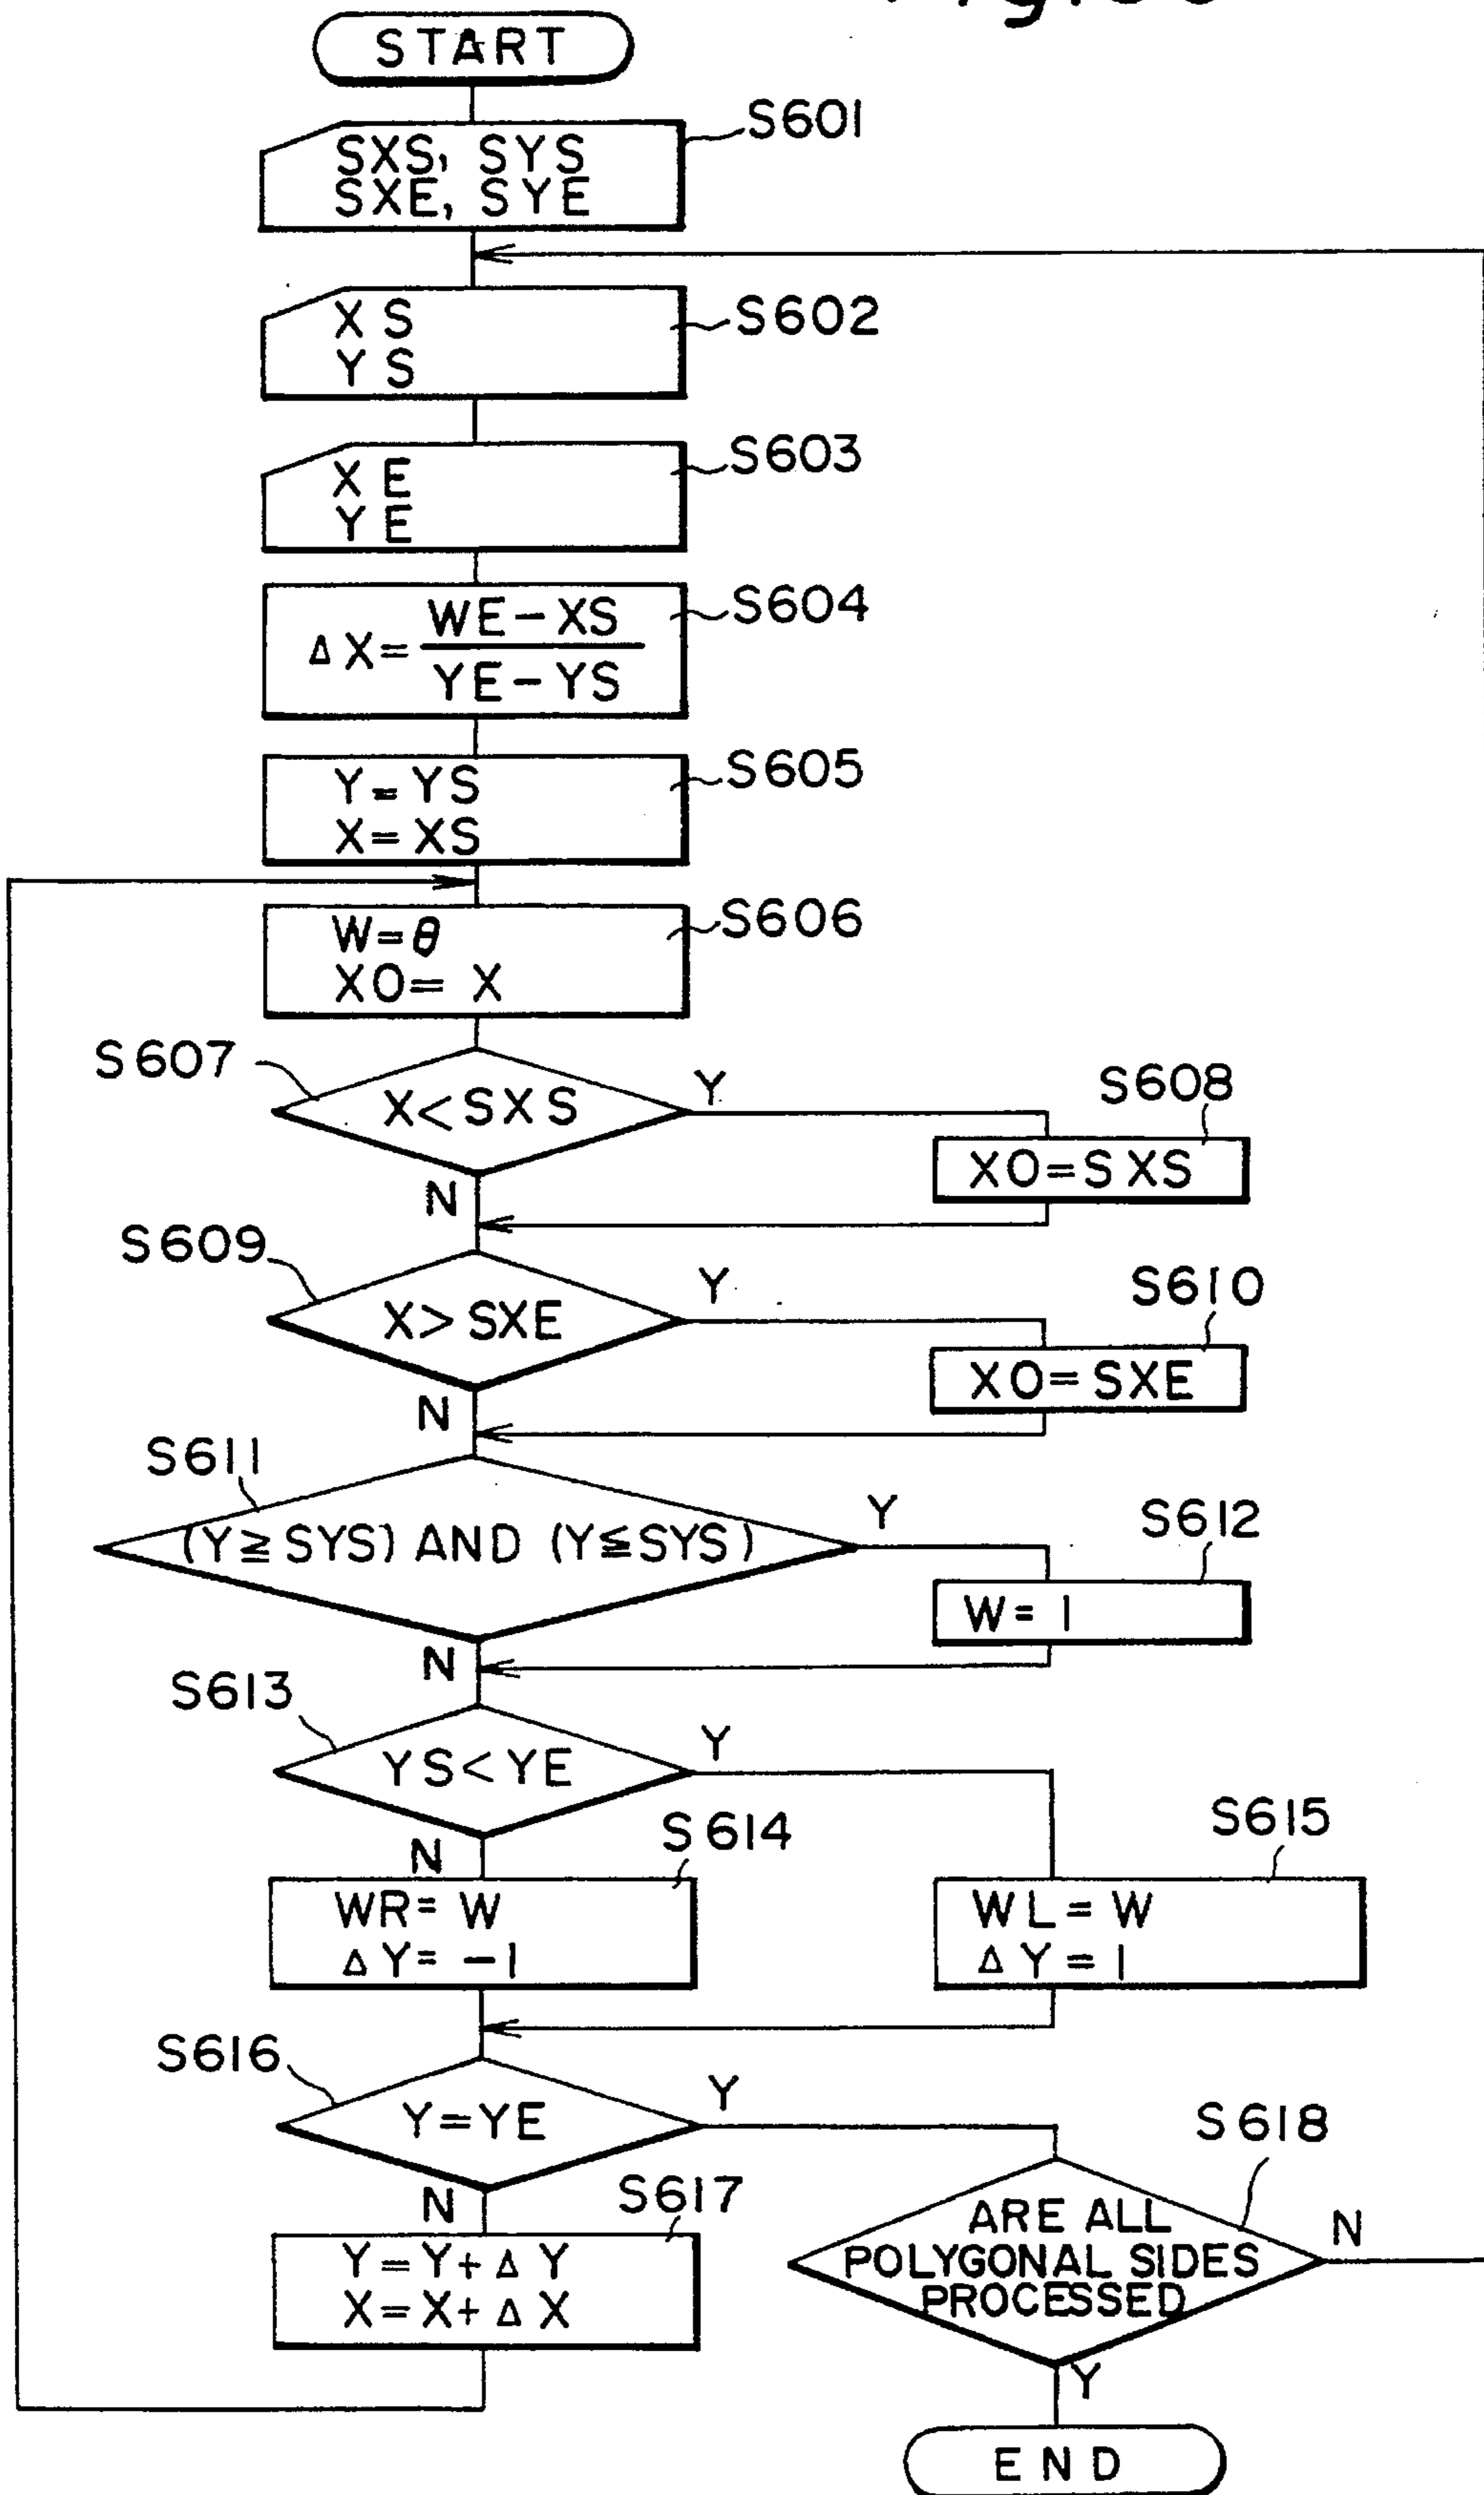 START
S601
SXS, SYS
SXE, SYE
S602
XS
YS
S603
XE
YE
S604
WE-XS
ΔX=
YE-YS
S605
Y=YS
X=XS
S606
W=θ
XO= X
S607
X<SXS
Y
S608
XO=SXS
N
S609
X>SXE
Y
S610
XO=SXE
N
S611
(Y≧SYS) AND (Y≦SYS)
Y
S612
W=1
N
S613
YS<YE
Y
S614
S615
N
WR=W
ΔY=-1
WL=W
ΔY=1
S616
Y=YE
Y
S618
N
S617
Y=Y+ΔY
X=X+ΔX
ARE ALL
POLYGONAL SIDES
PROCESSED
N
Y
END